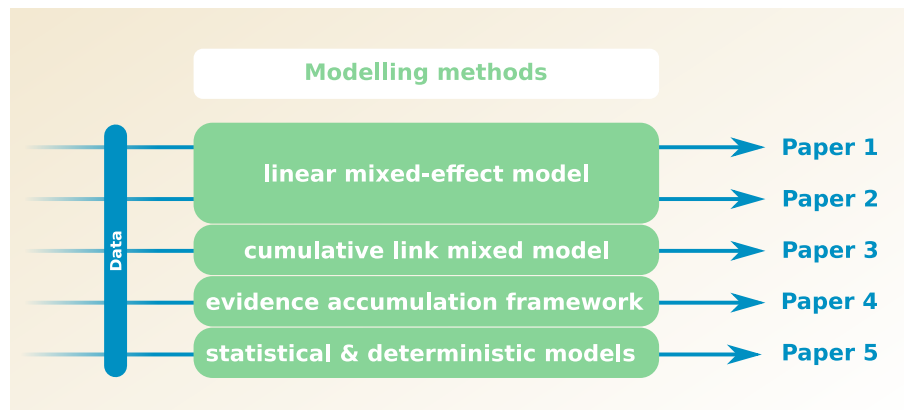 Modelling methods
linear mixed-effect model
Paper 1
Paper 2
Data
cumulative link mixed model
Paper 3
evidence accumulation framework
Paper 4
statistical & deterministic models
Paper 5